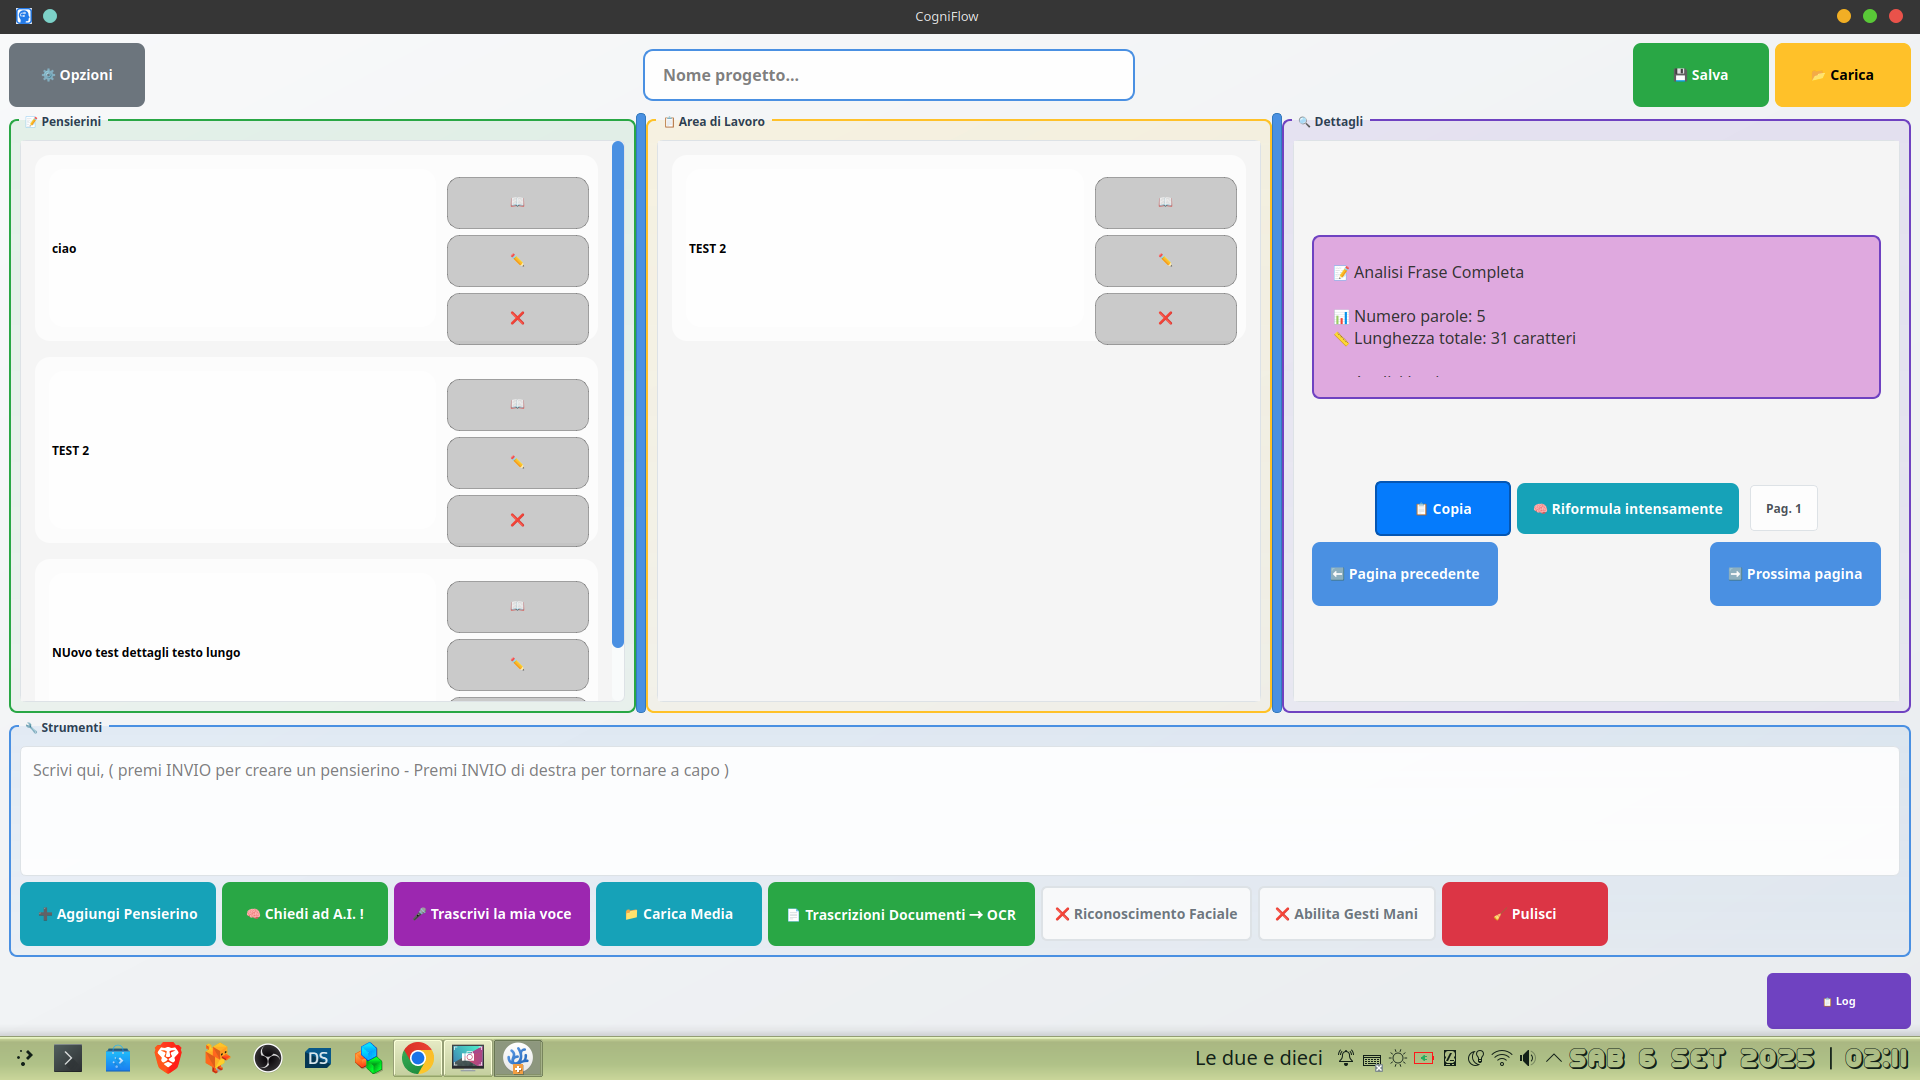 CogniFlow
Opzioni
Nome progetto...
Salva
Carica
Pensierini
Area di Lavoro
Dettagli
ciao
TEST 2
NUovo test dettagli testo lungo
TEST 2
Analisi Frase Completa
Numero parole: 5
Lunghezza totale: 31 caratteri
Copia
Riformula intensamente
Pag. 1
Pagina precedente
Prossima pagina
Strumenti
Scrivi qui, ( premi INVIO per creare un pensierino - Premi INVIO di destra per tornare a capo )
Aggiungi Pensierino
Chiedi ad A.I. !
Trascrivi la mia voce
Carica Media
Trascrizioni Documenti → OCR
Riconoscimento Faciale
Abilita Gesti Mani
Pulisci
Log
DS
Le due e dieci
SAB 6 SET 2025 | 02:11